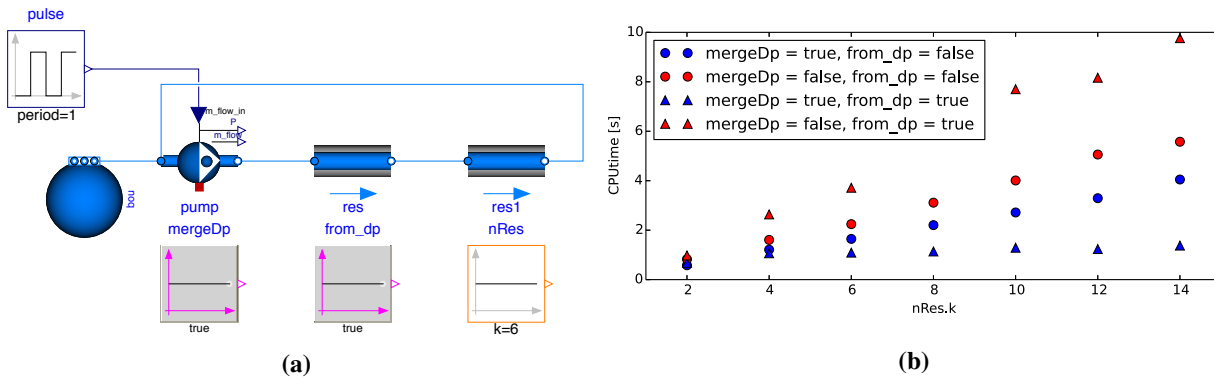 pulse
period=1
m_flow_in
P
m_flow
bou
pump
res
res1
mergeDp
from_dp
nRes
true
true
k=6
(a)
10
8
6
4
2
0
CPUtime [s]
mergeDp = true, from_dp = false
mergeDp = false, from_dp = false
mergeDp = true, from_dp = true
mergeDp = false, from_dp = true
2 4 6 8 10 12 14
nRes.k
(b)